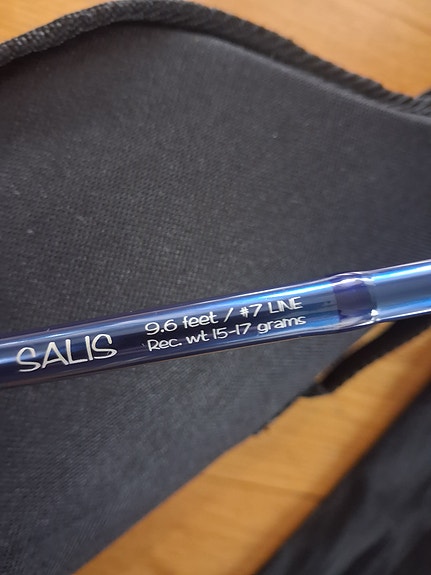 SALIS
9.6 feet / #7 LINE
Rec. wt 15-17 grams